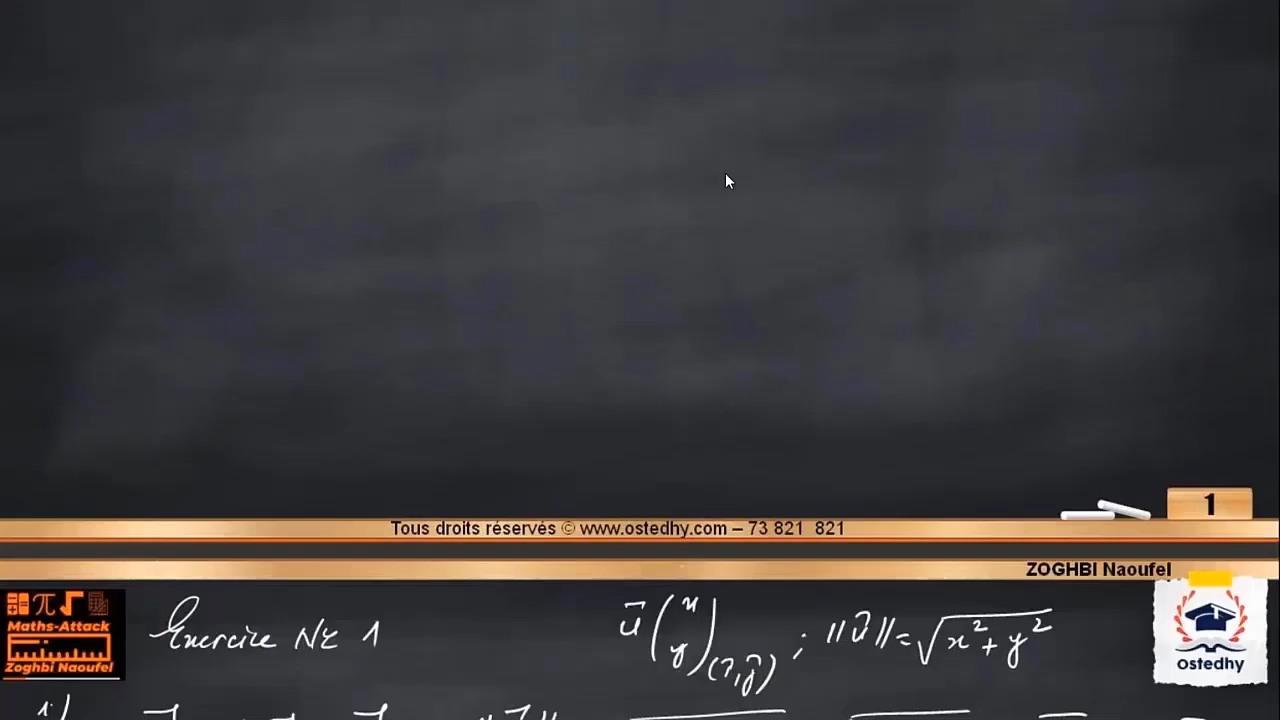 1
Tous droits réservés © www.ostedhy.com – 73 821 821
ZOGHBI Naoufel
Maths-Attack
Zoghbi Naoufel
ostedhy
Exercice N° 1
u⃗ (x y)(i⃗, j⃗) ; ||u⃗|| = √x² + y²
1)